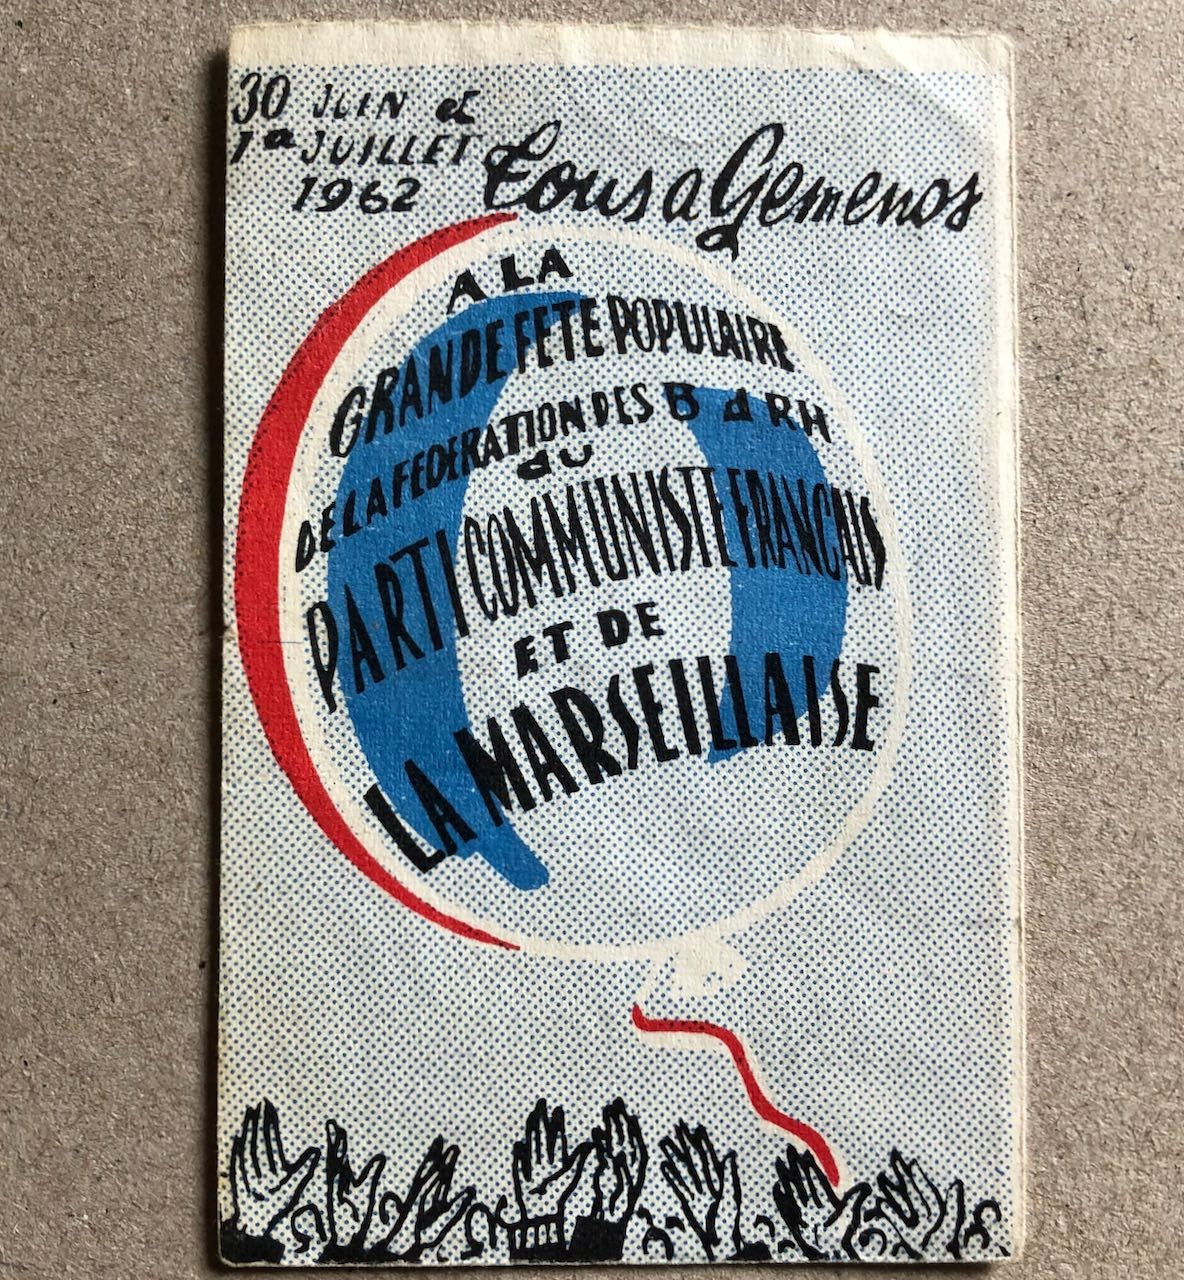 30 JUIN et
1er JUILLET
1962
Tous a Gemenos
A LA
GRANDE FETE POPULAIRE
DE LA FEDERATION DES B d RH
du
PARTI COMMUNISTE FRANCAIS
ET DE
LA MARSEILLAISE